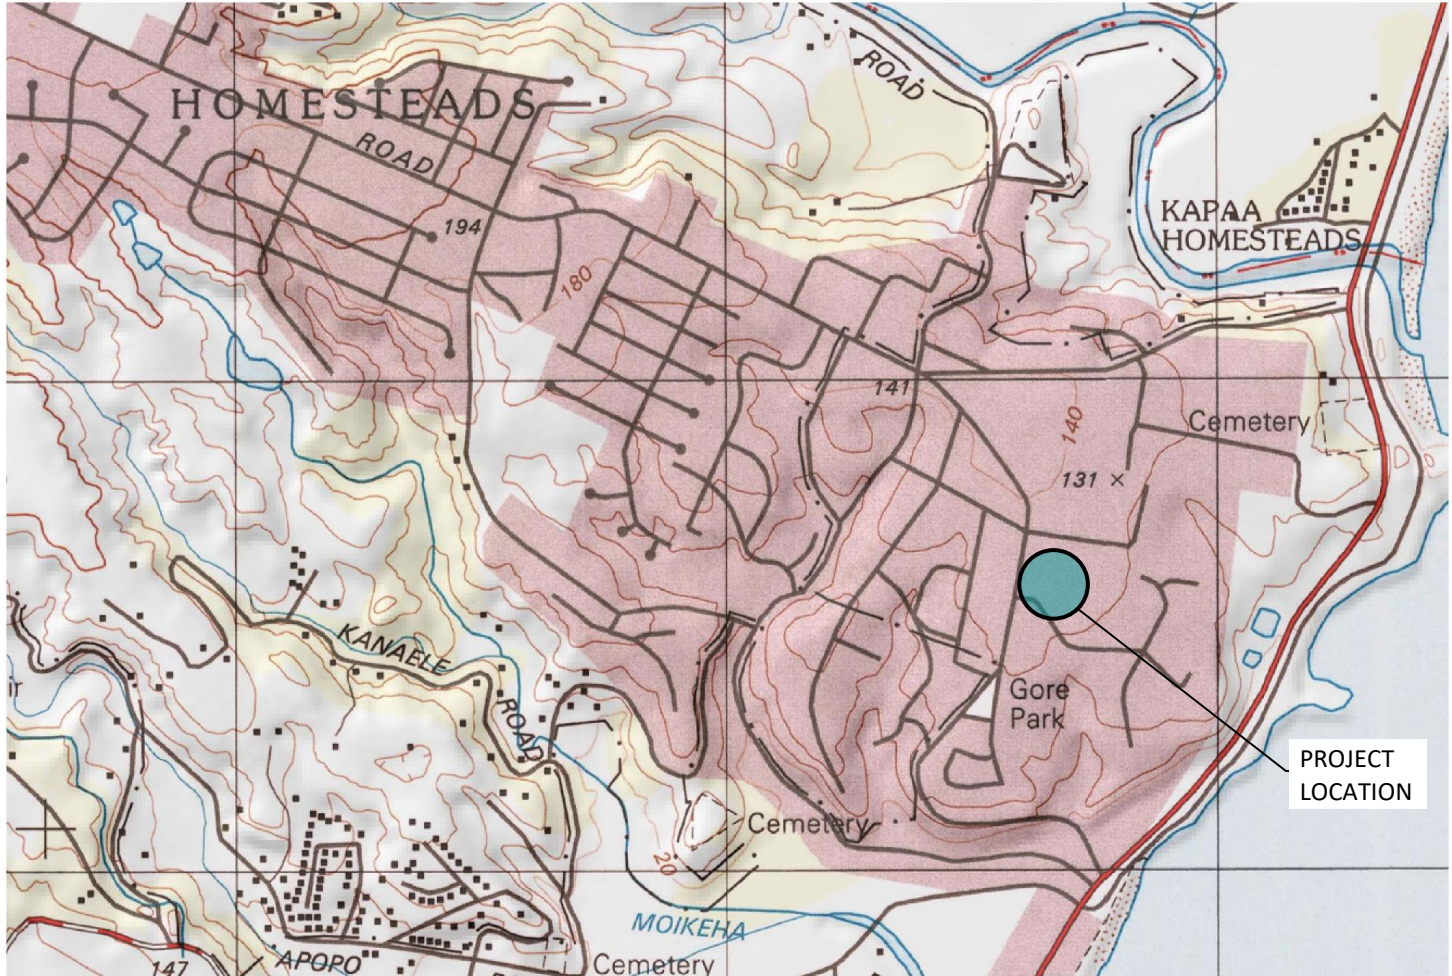 ROAD
HOMESTEADS
ROAD
194
180
KAPAA
HOMESTEADS
141
140
Cemetery
131 ×
KANAELE
ROAD
ir
Gore
Park
PROJECT
LOCATION
Cemetery
20
MOIKEHA
147
APOPO
Cemetery